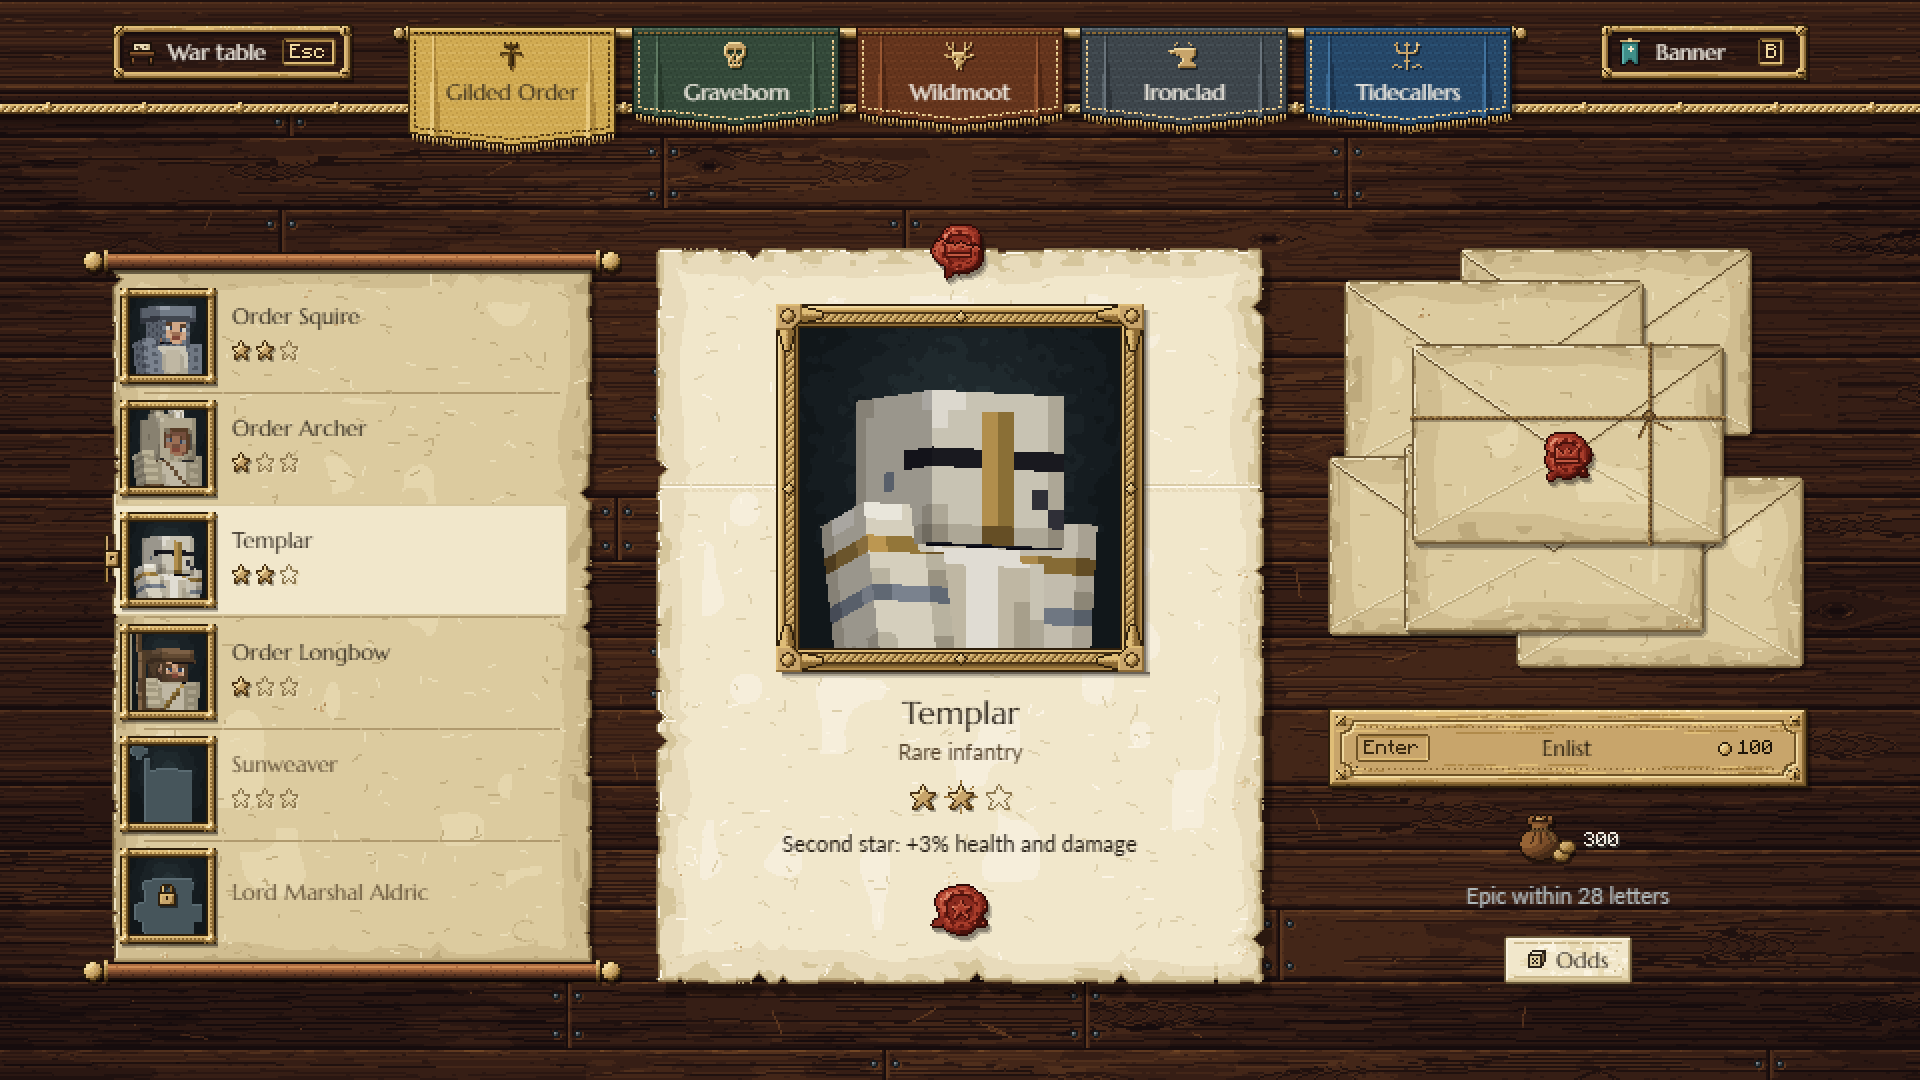 War table Esc
Gilded Order
Graveborn
Wildmoot
Ironclad
Tidecallers
Banner B
Order Squire
Order Archer
Templar
Order Longbow
Sunweaver
Lord Marshal Aldric
Templar
Rare infantry
Second star: +3% health and damage
Enter Enlist 100
300
Epic within 28 letters
Odds